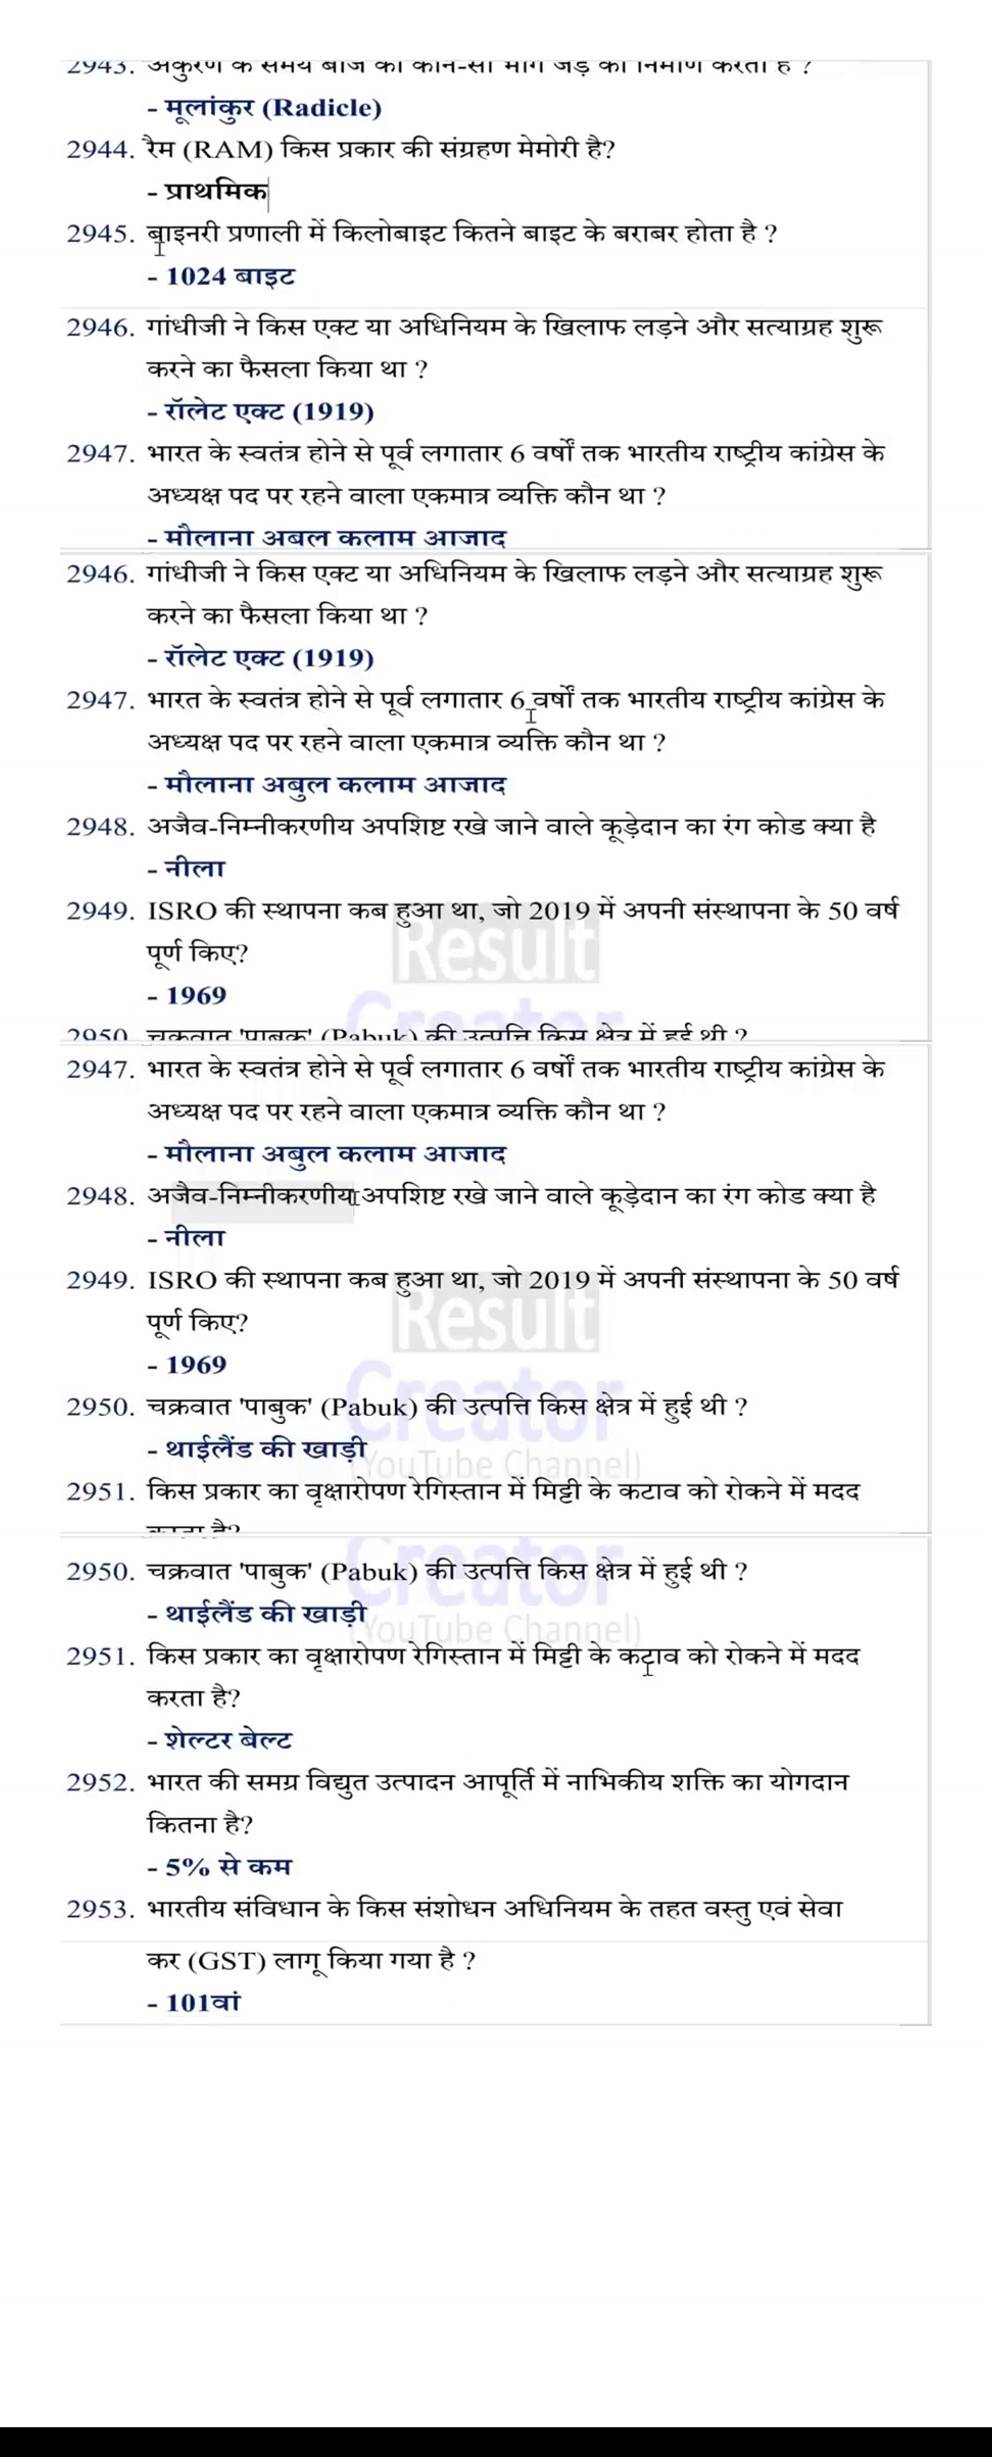 2943. अंकुरण के समय बीज का कौन-सा भाग जड़ का निर्माण करता है ?
- मूलांकुर (Radicle)
2944. रैम (RAM) किस प्रकार की संग्रहण मेमोरी है?
- प्राथमिक
2945. बाइनरी प्रणाली में किलोबाइट कितने बाइट के बराबर होता है ?
- 1024 बाइट
2946. गांधीजी ने किस एक्ट या अधिनियम के खिलाफ लड़ने और सत्याग्रह शुरू
करने का फैसला किया था ?
- रॉलेट एक्ट (1919)
2947. भारत के स्वतंत्र होने से पूर्व लगातार 6 वर्षों तक भारतीय राष्ट्रीय कांग्रेस के
अध्यक्ष पद पर रहने वाला एकमात्र व्यक्ति कौन था ?
- मौलाना अबुल कलाम आजाद
2946. गांधीजी ने किस एक्ट या अधिनियम के खिलाफ लड़ने और सत्याग्रह शुरू
करने का फैसला किया था ?
- रॉलेट एक्ट (1919)
2947. भारत के स्वतंत्र होने से पूर्व लगातार 6 वर्षों तक भारतीय राष्ट्रीय कांग्रेस के
अध्यक्ष पद पर रहने वाला एकमात्र व्यक्ति कौन था ?
- मौलाना अबुल कलाम आजाद
2948. अजैव-निम्नीकरणीय अपशिष्ट रखे जाने वाले कूड़ेदान का रंग कोड क्या है
- नीला
2949. ISRO की स्थापना कब हुआ था, जो 2019 में अपनी संस्थापना के 50 वर्ष
पूर्ण किए?
Result
- 1969
Creator
2950. चक्रवात 'पाबुक' (Pabuk) की उत्पत्ति किस क्षेत्र में हुई थी ?
2947. भारत के स्वतंत्र होने से पूर्व लगातार 6 वर्षों तक भारतीय राष्ट्रीय कांग्रेस के
अध्यक्ष पद पर रहने वाला एकमात्र व्यक्ति कौन था ?
- मौलाना अबुल कलाम आजाद
2948. अजैव-निम्नीकरणीय अपशिष्ट रखे जाने वाले कूड़ेदान का रंग कोड क्या है
- नीला
2949. ISRO की स्थापना कब हुआ था, जो 2019 में अपनी संस्थापना के 50 वर्ष
पूर्ण किए?
Result
- 1969
Creator
2950. चक्रवात 'पाबुक' (Pabuk) की उत्पत्ति किस क्षेत्र में हुई थी ?
- थाईलैंड की खाड़ी
(YouTube Channel)
2951. किस प्रकार का वृक्षारोपण रेगिस्तान में मिट्टी के कटाव को रोकने में मदद
करता है?
Creator
2950. चक्रवात 'पाबुक' (Pabuk) की उत्पत्ति किस क्षेत्र में हुई थी ?
- थाईलैंड की खाड़ी
(YouTube Channel)
2951. किस प्रकार का वृक्षारोपण रेगिस्तान में मिट्टी के कटाव को रोकने में मदद
करता है?
- शेल्टर बेल्ट
2952. भारत की समग्र विद्युत उत्पादन आपूर्ति में नाभिकीय शक्ति का योगदान
कितना है?
- 5% से कम
2953. भारतीय संविधान के किस संशोधन अधिनियम के तहत वस्तु एवं सेवा
कर (GST) लागू किया गया है ?
- 101वां